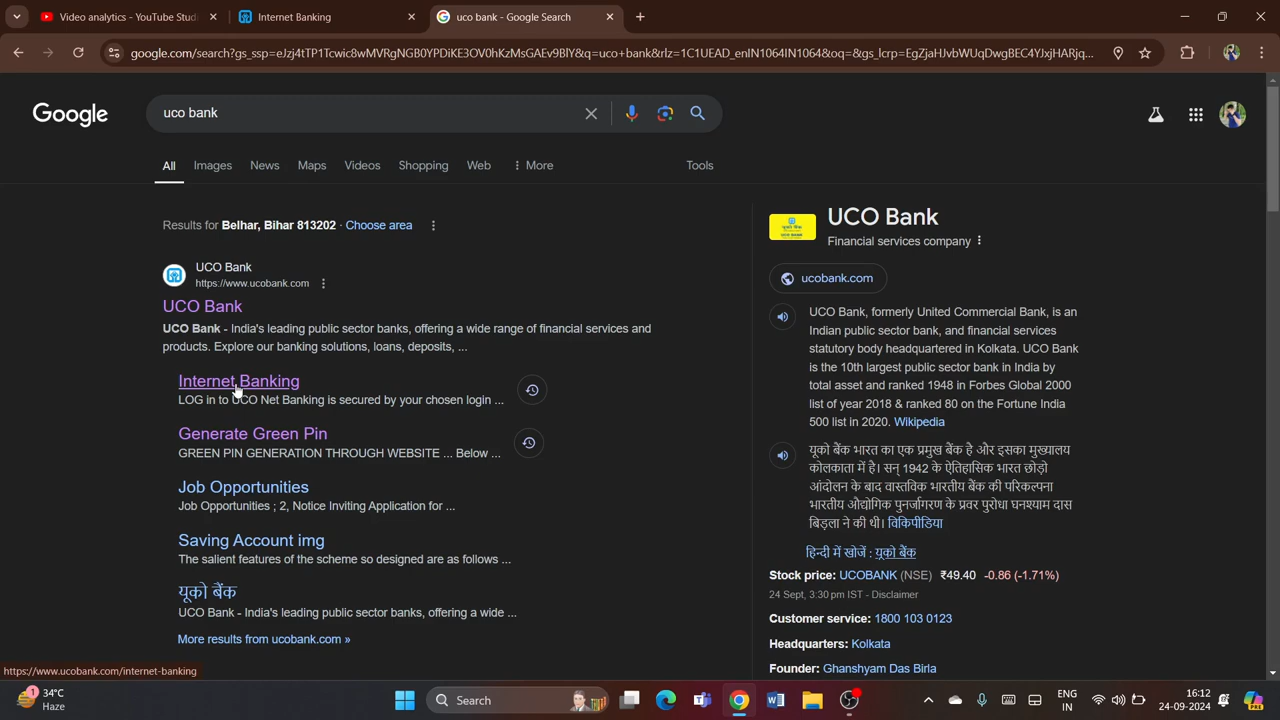 Video analytics - YouTube Studi
Internet Banking
uco bank - Google Search
google.com/search?gs_ssp=eJzj4tTP1Tcwic8wMVRgNGB0YPDiKE3OV0hKzMsGAEv9BlY&q=uco+bank&rlz=1C1UEAD_enIN1064IN1064&oq=&gs_lcrp=EgZjaHJvbWUqDwgBEC4YJxjHARjq...
Google
uco bank
All Images News Maps Videos Shopping Web More Tools
Results for Belhar, Bihar 813202 · Choose area
UCO Bank
https://www.ucobank.com
UCO Bank
UCO Bank - India's leading public sector banks, offering a wide range of financial services and
products. Explore our banking solutions, loans, deposits, ...
Internet Banking
LOG in to UCO Net Banking is secured by your chosen login ...
Generate Green Pin
GREEN PIN GENERATION THROUGH WEBSITE ... Below ...
Job Opportunities
Job Opportunities ; 2, Notice Inviting Application for ...
Saving Account img
The salient features of the scheme so designed are as follows ...
यूको बैंक
UCO Bank - India's leading public sector banks, offering a wide ...
More results from ucobank.com »
UCO Bank
Financial services company
ucobank.com
UCO Bank, formerly United Commercial Bank, is an
Indian public sector bank, and financial services
statutory body headquartered in Kolkata. UCO Bank
is the 10th largest public sector bank in India by
total asset and ranked 1948 in Forbes Global 2000
list of year 2018 & ranked 80 on the Fortune India
500 list in 2020. Wikipedia
यूको बैंक भारत का एक प्रमुख बैंक है और इसका मुख्यालय
कोलकाता में है। सन् 1942 के ऐतिहासिक भारत छोड़ो
आंदोलन के बाद वास्तविक भारतीय बैंक की परिकल्पना
भारतीय औद्योगिक पुनर्जागरण के प्रवर पुरोधा घनश्याम दास
बिड़ला ने की थी। विकिपीडिया
हिन्दी में खोजें : यूको बैंक
Stock price: UCOBANK (NSE) ₹49.40 -0.86 (-1.71%)
24 Sept, 3:30 pm IST - Disclaimer
Customer service: 1800 103 0123
Headquarters: Kolkata
Founder: Ghanshyam Das Birla
https://www.ucobank.com/internet-banking
1
34°C
Haze
Search
ENG
IN
16:12
24-09-2024